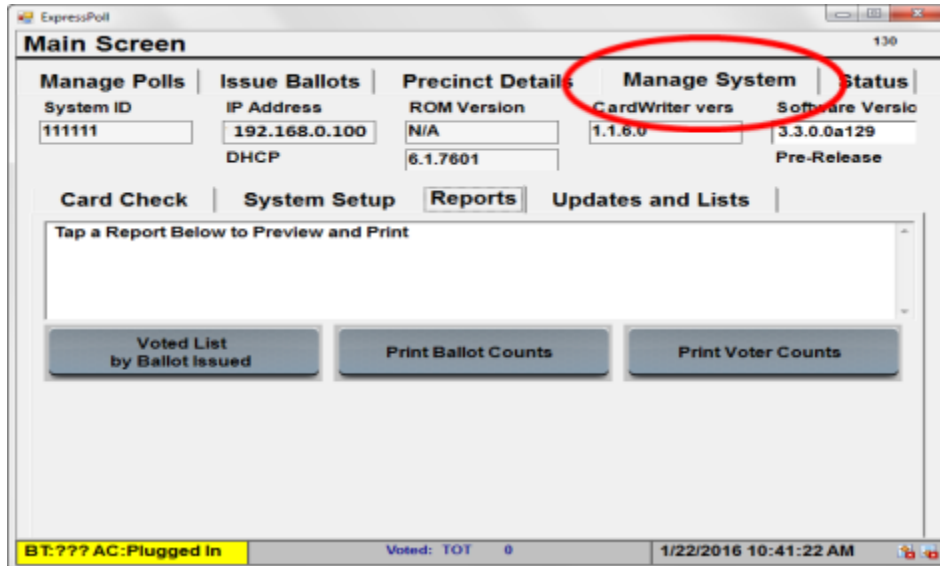 ExpressPoll
Main Screen 130
Manage Polls Issue Ballots Precinct Details Manage System Status
System ID IP Address ROM Version CardWriter vers Software Versio
111111 192.168.0.100 N/A 1.1.6.0 3.3.0.0a129
DHCP 6.1.7601 Pre-Release
Card Check System Setup Reports Updates and Lists
Tap a Report Below to Preview and Print
Voted List
by Ballot Issued
Print Ballot Counts
Print Voter Counts
BT:??? AC:Plugged In Voted: TOT 0 1/22/2016 10:41:22 AM